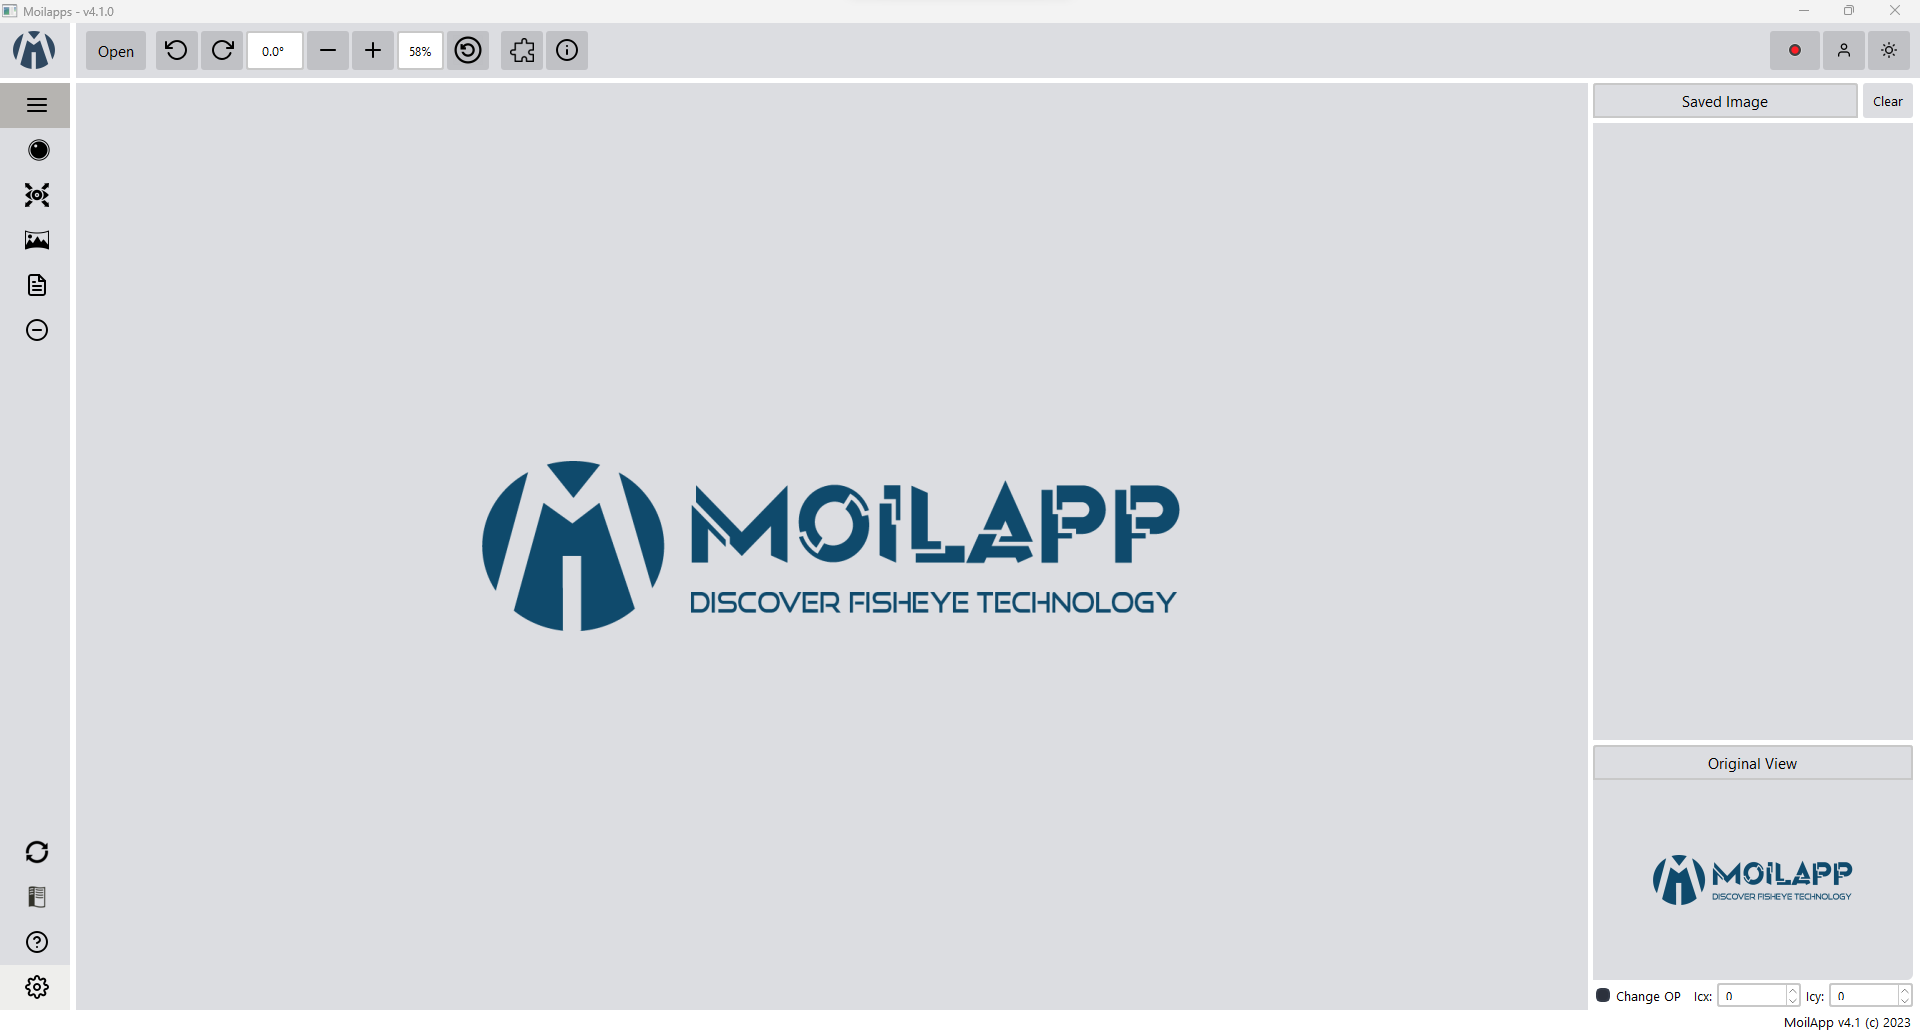 Moilapps - v4.1.0
Open
0.0°
58%
Saved Image
Clear
MOILAPP
DISCOVER FISHEYE TECHNOLOGY
Original View
MOILAPP
DISCOVER FISHEYE TECHNOLOGY
Change OP Icx: 0 Icy: 0
MoilApp v4.1 (c) 2023